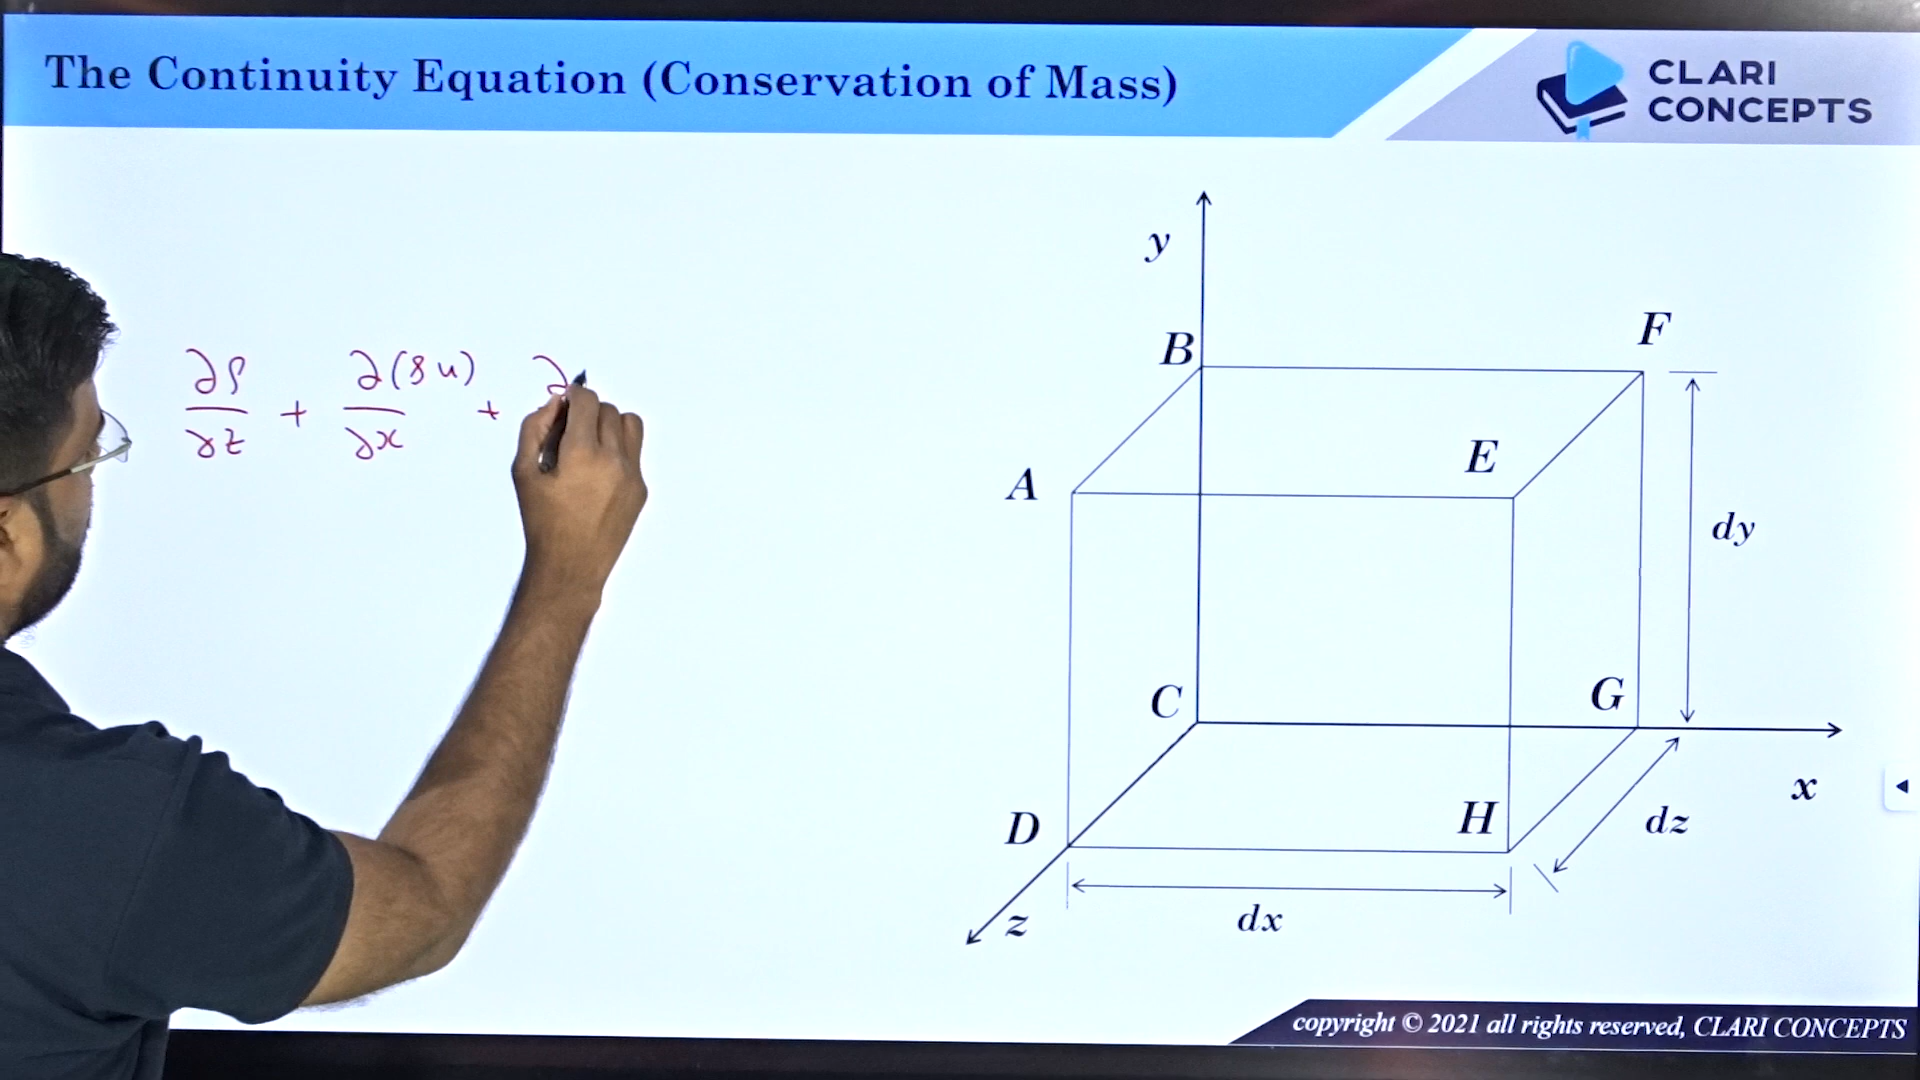 The Continuity Equation (Conservation of Mass)
CLARI
CONCEPTS
y
B
F
∂ρ/∂z + ∂(ρu)/∂x + ∂
A
E
dy
C
G
x
D
H
dz
z
dx
copyright © 2021 all rights reserved, CLARI CONCEPTS